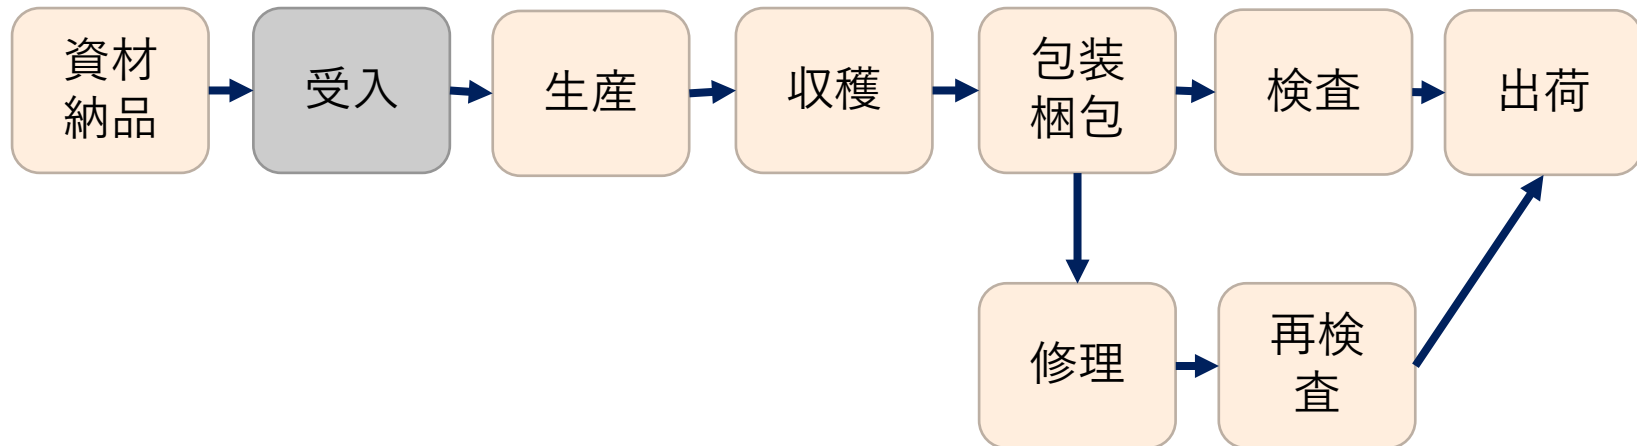 資材
納品
受入
生産
収穫
包装
梱包
検査
出荷
修理
再検
査